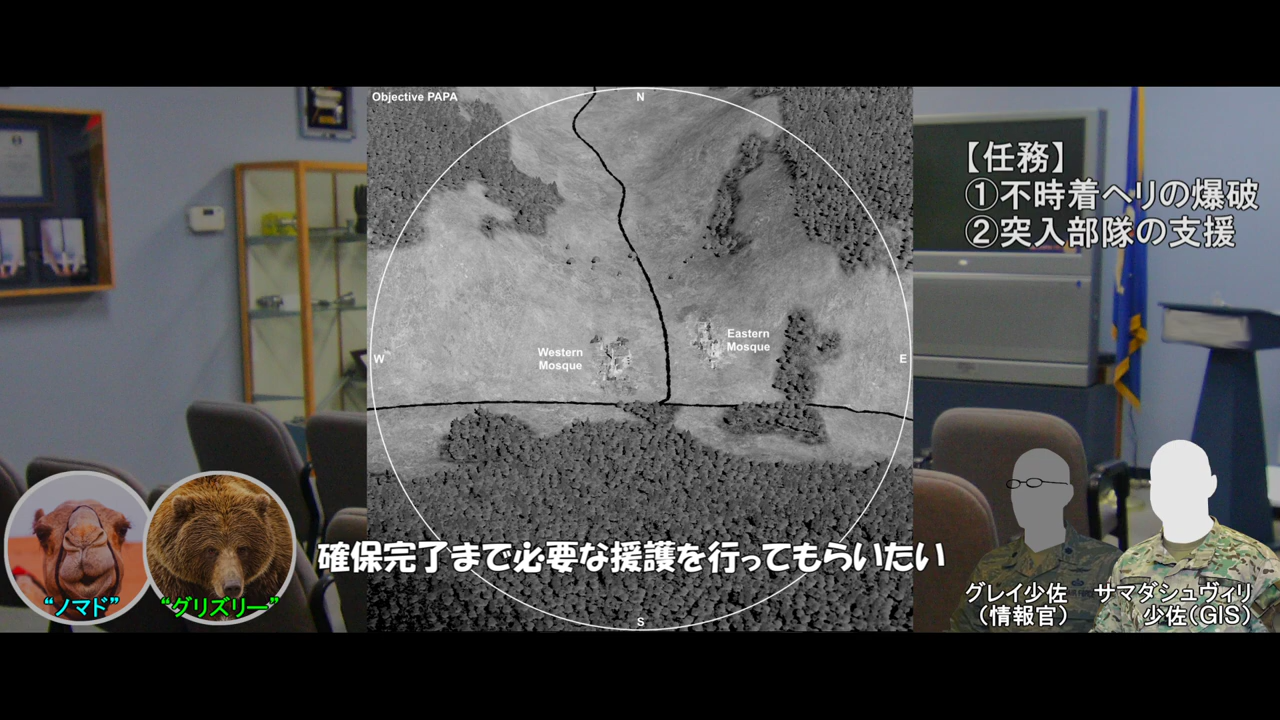 Objective PAPA
N
【任務】
①不時着ヘリの爆破
②突入部隊の支援
Eastern
Mosque
Western
Mosque
W
E
確保完了まで必要な援護を行ってもらいたい
“ノマド”
“グリズリー”
グレイ少佐
（情報官）
サマダシュヴィリ
少佐（GIS）
S